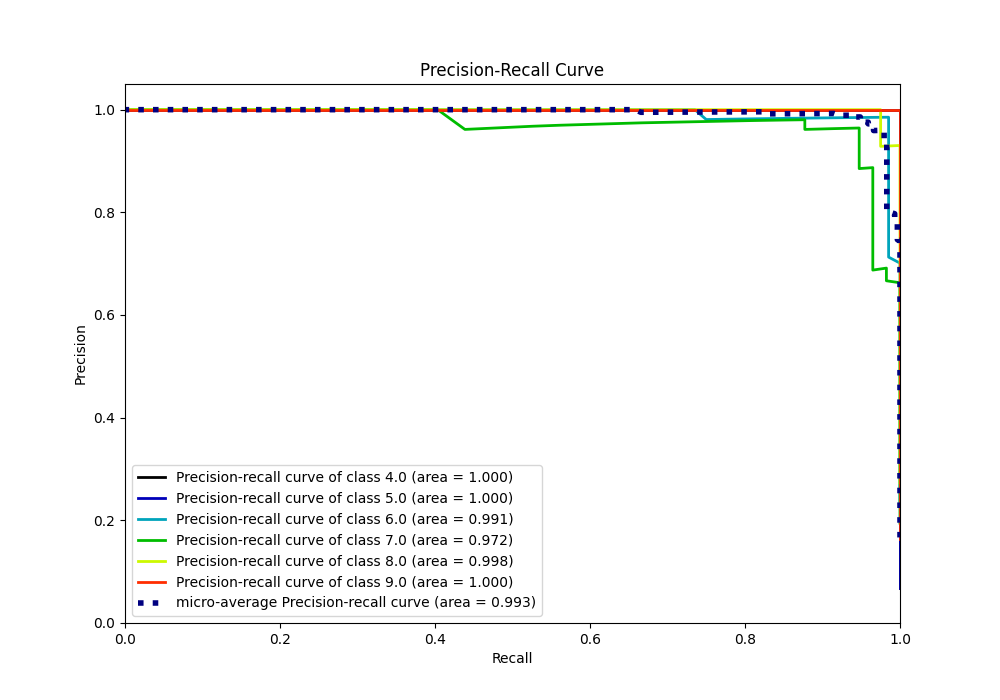 Precision-Recall Curve
1.0
0.8
0.6
0.4
0.2
0.0
Precision
Precision-recall curve of class 4.0 (area = 1.000)
Precision-recall curve of class 5.0 (area = 1.000)
Precision-recall curve of class 6.0 (area = 0.991)
Precision-recall curve of class 7.0 (area = 0.972)
Precision-recall curve of class 8.0 (area = 0.998)
Precision-recall curve of class 9.0 (area = 1.000)
micro-average Precision-recall curve (area = 0.993)
0.0 0.2 0.4 0.6 0.8 1.0
Recall